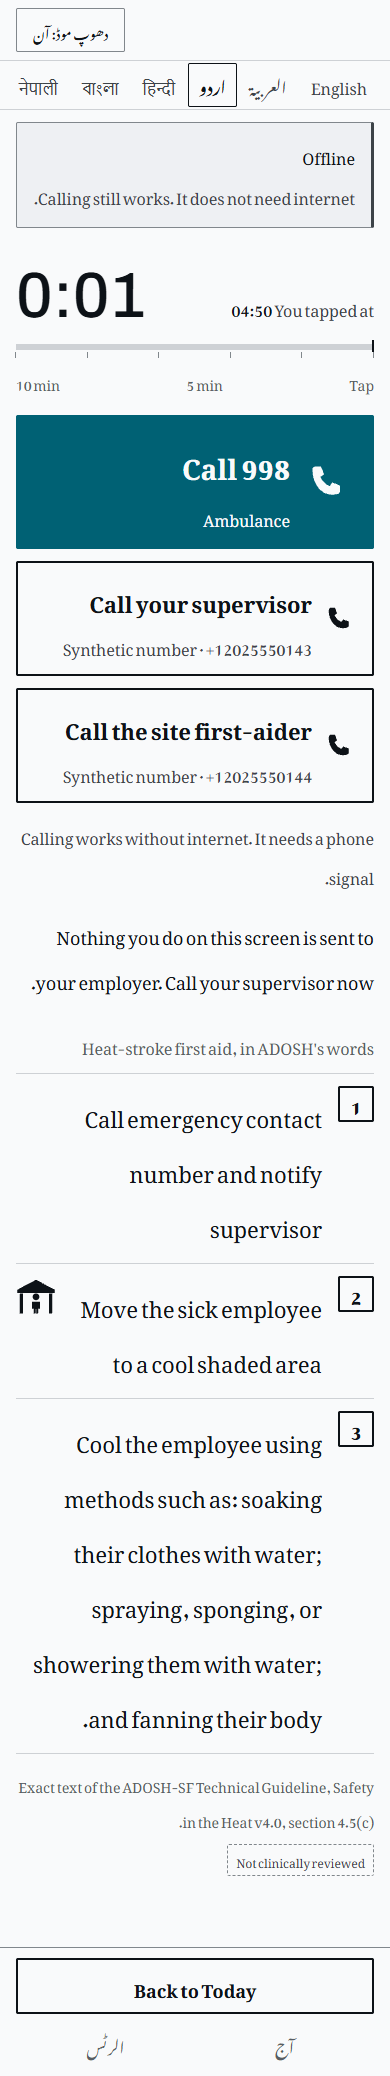 دھوپ موڈ: آن
नेपाली বাংলা हिन्दी اردو العربية English
Offline
.Calling still works. It does not need internet
0:01
04:50 You tapped at
10 min 5 min Tap
Call 998
Ambulance
Call your supervisor
Synthetic number · +12025550143
Call the site first-aider
Synthetic number · +12025550144
Calling works without internet. It needs a phone
.signal
Nothing you do on this screen is sent to
.your employer. Call your supervisor now
Heat-stroke first aid, in ADOSH's words
1
Call emergency contact
number and notify
supervisor
2
Move the sick employee
to a cool shaded area
3
Cool the employee using
methods such as: soaking
their clothes with water;
spraying, sponging, or
showering them with water;
.and fanning their body
Exact text of the ADOSH-SF Technical Guideline, Safety
.in the Heat v4.0, section 4.5(c)
Not clinically reviewed
Back to Today
آج
الرٹس